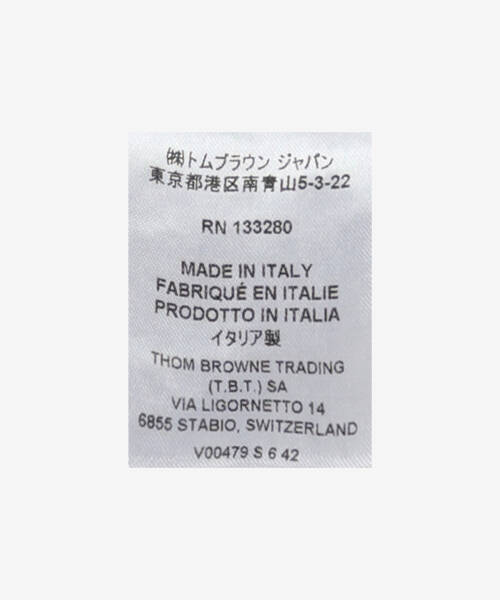 ㈱トムブラウン ジャパン
東京都港区南青山5-3-22
RN 133280
MADE IN ITALY
FABRIQUÉ EN ITALIE
PRODOTTO IN ITALIA
イタリア製
THOM BROWNE TRADING
(T.B.T.) SA
VIA LIGORNETTO 14
6855 STABIO, SWITZERLAND
V00479 S 6 42